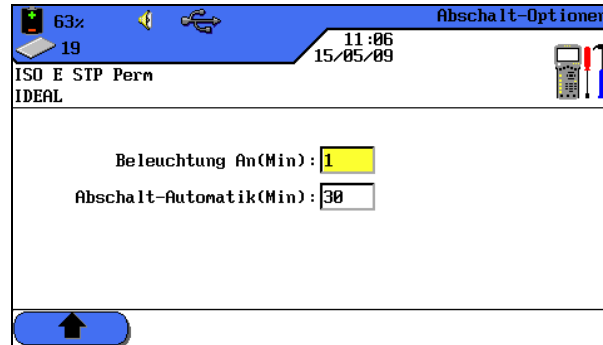 63%
Abschalt-Optionen
19
11:06
15/05/09
ISO E STP Perm
IDEAL
Beleuchtung An(Min): 1
Abschalt-Automatik(Min): 30